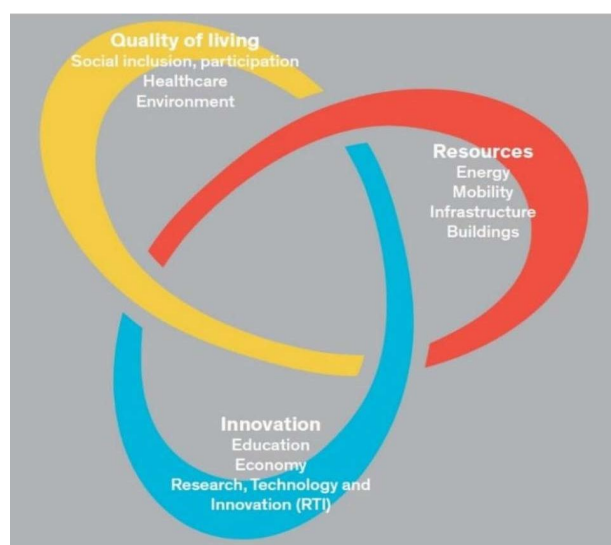 Quality of living
Social inclusion, participation
Healthcare
Environment
Resources
Energy
Mobility
Infrastructure
Buildings
Innovation
Education
Economy
Research, Technology and
Innovation (RTI)